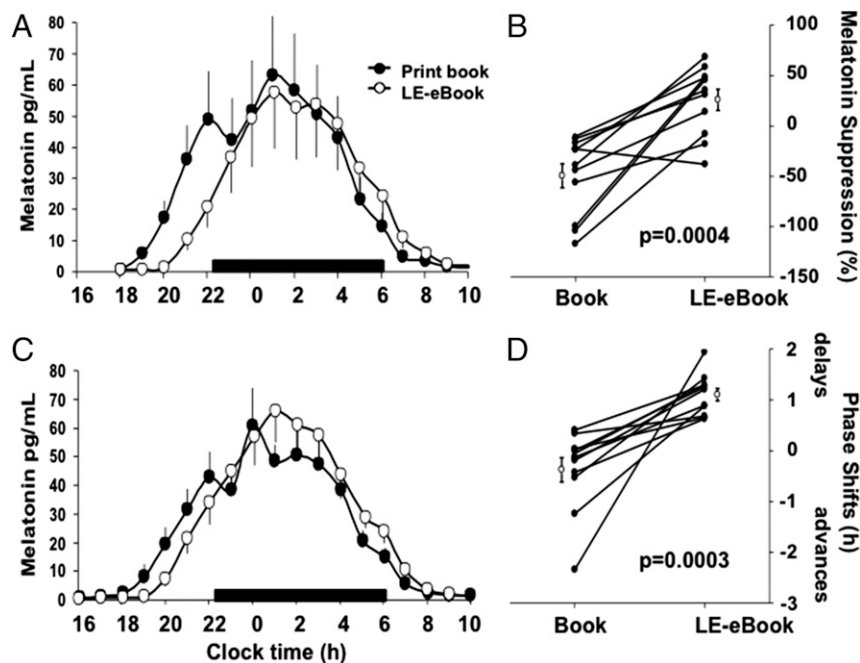 A
80
70
60
50
40
30
20
10
0
Melatonin pg/mL
Print book
LE-eBook
16 18 20 22 0 2 4 6 8 10
B
100
50
0
-50
-100
-150
Melatonin Suppression (%)
p=0.0004
Book LE-eBook
C
80
70
60
50
40
30
20
10
0
Melatonin pg/mL
16 18 20 22 0 2 4 6 8 10
Clock time (h)
D
2
1
0
-1
-2
-3
delays
advances
Phase Shifts (h)
p=0.0003
Book LE-eBook